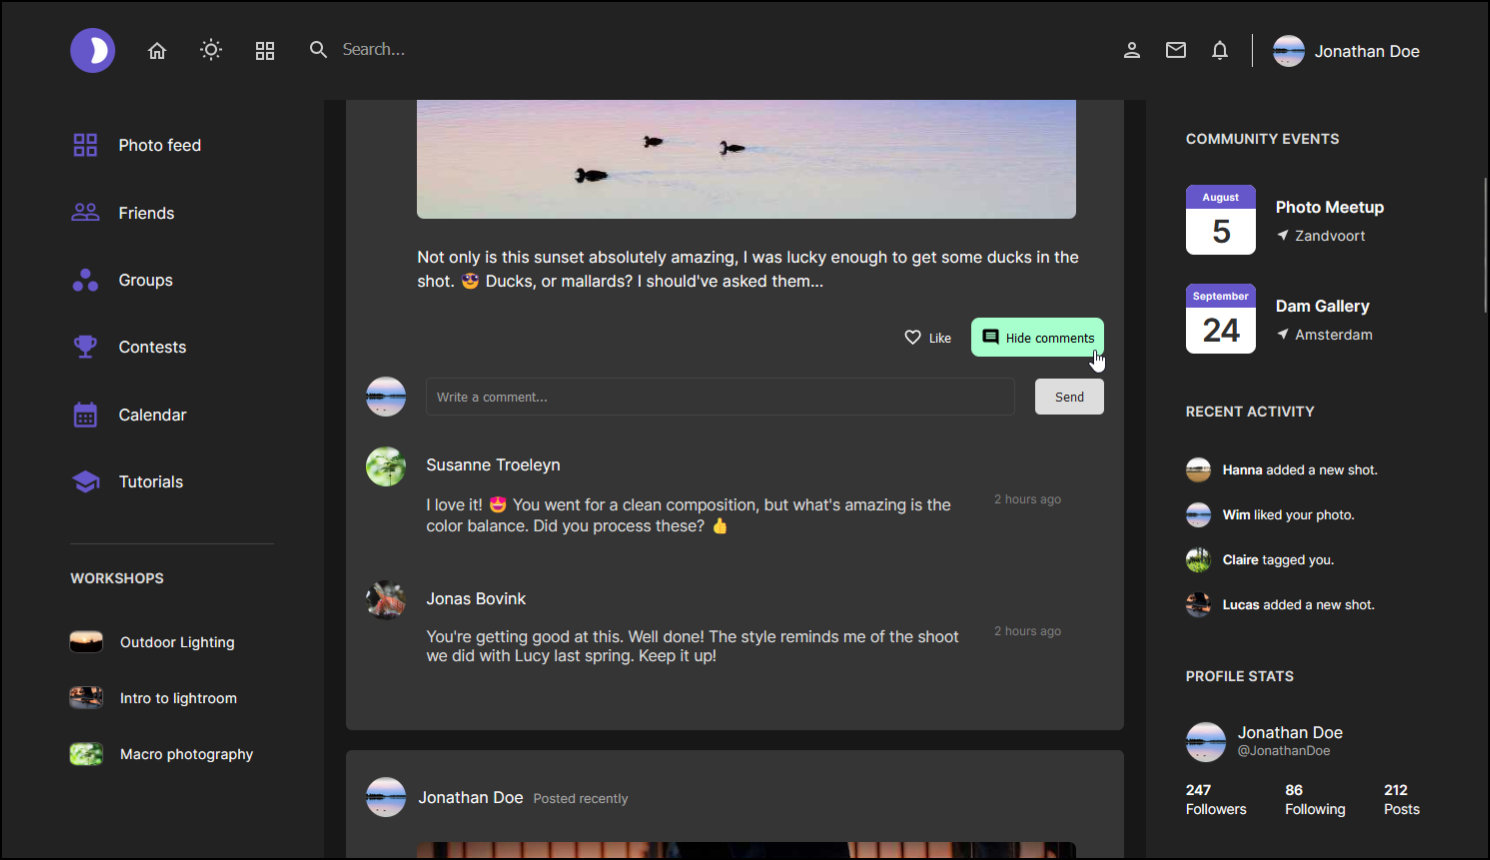 Search...
Jonathan Doe
Photo feed
Friends
Groups
Contests
Calendar
Tutorials
WORKSHOPS
Outdoor Lighting
Intro to lightroom
Macro photography
Not only is this sunset absolutely amazing, I was lucky enough to get some ducks in the
shot. 😎 Ducks, or mallards? I should've asked them...
Like
Hide comments
Write a comment...
Send
Susanne Troeleyn
I love it! 🤩 You went for a clean composition, but what's amazing is the
color balance. Did you process these? 👍
2 hours ago
Jonas Bovink
You're getting good at this. Well done! The style reminds me of the shoot
we did with Lucy last spring. Keep it up!
2 hours ago
Jonathan Doe Posted recently
COMMUNITY EVENTS
August
5
Photo Meetup
Zandvoort
September
24
Dam Gallery
Amsterdam
RECENT ACTIVITY
Hanna added a new shot.
Wim liked your photo.
Claire tagged you.
Lucas added a new shot.
PROFILE STATS
Jonathan Doe
@JonathanDoe
247
Followers
86
Following
212
Posts